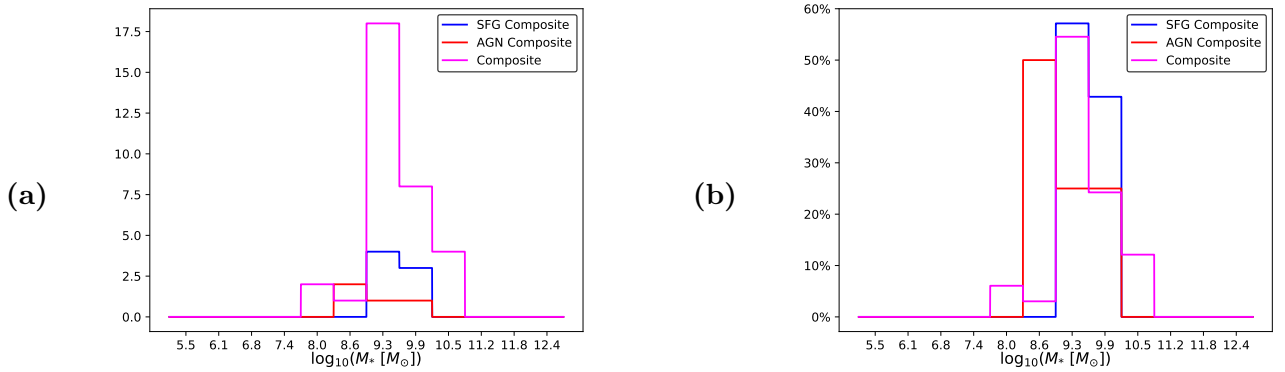 (a)
17.5
15.0
12.5
10.0
7.5
5.0
2.5
0.0
SFG Composite
AGN Composite
Composite
5.5 6.1 6.8 7.4 8.0 8.6 9.3 9.9 10.5 11.2 11.8 12.4
log₁₀(M* [M⊙])
(b)
60%
50%
40%
30%
20%
10%
0%
SFG Composite
AGN Composite
Composite
5.5 6.1 6.8 7.4 8.0 8.6 9.3 9.9 10.5 11.2 11.8 12.4
log₁₀(M* [M⊙])